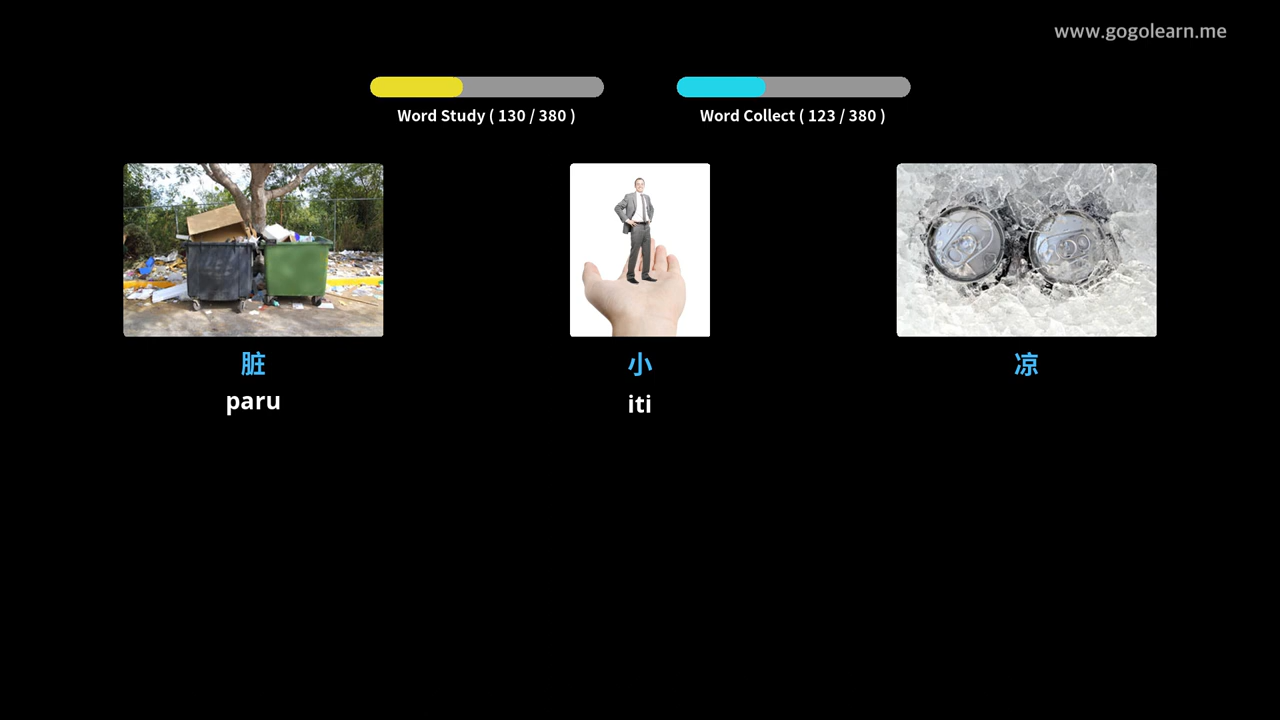 www.gogolearn.me
Word Study ( 130 / 380 )
Word Collect ( 123 / 380 )
脏
小
凉
paru
iti